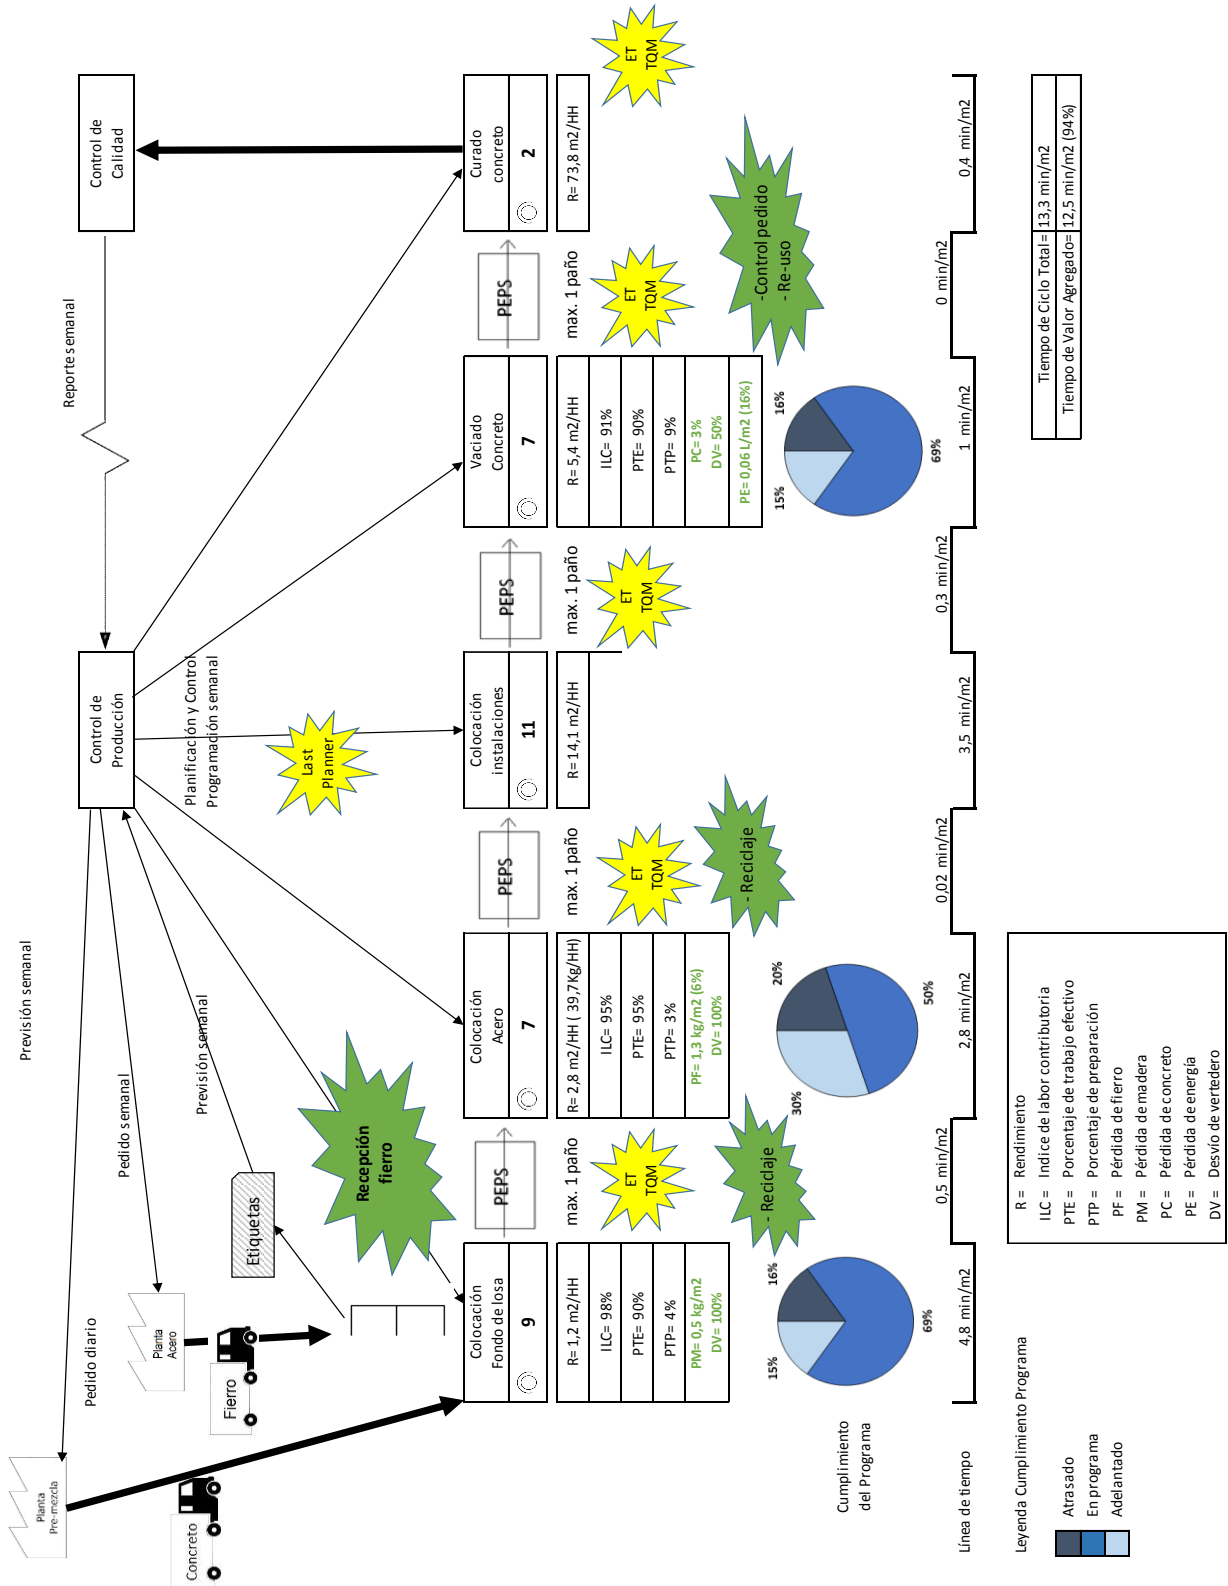 Planta
Pre-mezcla
Concreto
Pedido diario
Previsión semanal
Pedido semanal
Previsión semanal
Planta
Acero
Fierro
Etiquetas
Recepción
fierro
Control de
Producción
Planificación y Control
Programación semanal
Last
Planner
Reporte semanal
Control de
Calidad
Colocación
Fondo de losa
9
R= 1,2 m2/HH
ILC= 98%
PTE= 90%
PTP= 4%
PM= 0,5 kg/m2
DV= 100%
PEPS
max. 1 paño
ET
TQM
- Reciclaje
Colocación
Acero
7
R= 2,8 m2/HH ( 39,7Kg/HH)
ILC= 95%
PTE= 95%
PTP= 3%
PF= 1,3 kg/m2 (6%)
DV= 100%
PEPS
max. 1 paño
ET
TQM
- Reciclaje
Colocación
instalaciones
11
R= 14,1 m2/HH
PEPS
max. 1 paño
ET
TQM
Vaciado
Concreto
7
R= 5,4 m2/HH
ILC= 91%
PTE= 90%
PTP= 9%
PC= 3%
DV= 50%
PE= 0,06 L/m2 (16%)
PEPS
max. 1 paño
ET
TQM
-Control pedido
- Re-uso
Curado
concreto
2
R= 73,8 m2/HH
ET
TQM
Cumplimiento
del Programa
15%
16%
69%
30%
20%
50%
15%
16%
69%
Línea de tiempo
4,8 min/m2
0,5 min/m2
2,8 min/m2
0,02 min/m2
3,5 min/m2
0,3 min/m2
1 min/m2
0 min/m2
0,4 min/m2
Leyenda Cumplimiento Programa
Atrasado
En programa
Adelantado
R = Rendimiento
ILC = Indice de labor contributoria
PTE = Porcentaje de trabajo efectivo
PTP = Porcentaje de preparación
PF = Pérdida de fierro
PM = Pérdida de madera
PC = Pérdida de concreto
PE = Pérdida de energía
DV = Desvío de vertedero
Tiempo de Ciclo Total= 13,3 min/m2
Tiempo de Valor Agregado= 12,5 min/m2 (94%)